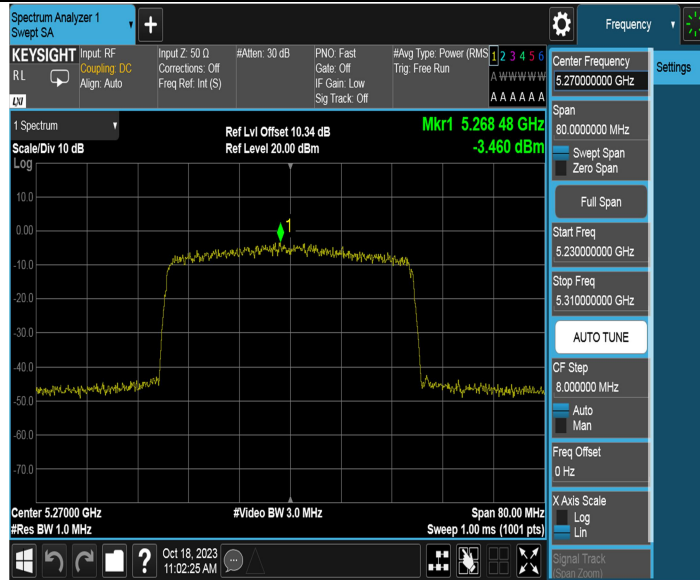 Spectrum Analyzer 1
Swept SA
Frequency
KEYSIGHT
RL
LXI
Input: RF
Coupling: DC
Align: Auto
Input Z: 50 Ω
Corrections: Off
Freq Ref: Int (S)
#Atten: 30 dB
PNO: Fast
Gate: Off
IF Gain: Low
Sig Track: Off
#Avg Type: Power (RMS
Trig: Free Run
1 2 3 4 5 6
A W W W W W
A A A A A A
1 Spectrum
Scale/Div 10 dB
Log
Ref Lvl Offset 10.34 dB
Ref Level 20.00 dBm
Mkr1 5.268 48 GHz
-3.460 dBm
1
10.0
0.00
-10.0
-20.0
-30.0
-40.0
-50.0
-60.0
-70.0
Center 5.27000 GHz
#Video BW 3.0 MHz
Span 80.00 MHz
#Res BW 1.0 MHz
Sweep 1.00 ms (1001 pts)
Oct 18, 2023
11:02:25 AM
?
Center Frequency
5.270000000 GHz
Span
80.0000000 MHz
Swept Span
Zero Span
Full Span
Start Freq
5.230000000 GHz
Stop Freq
5.310000000 GHz
AUTO TUNE
CF Step
8.000000 MHz
Auto
Man
Freq Offset
0 Hz
X Axis Scale
Log
Lin
Signal Track
(Span Zoom)
Settings